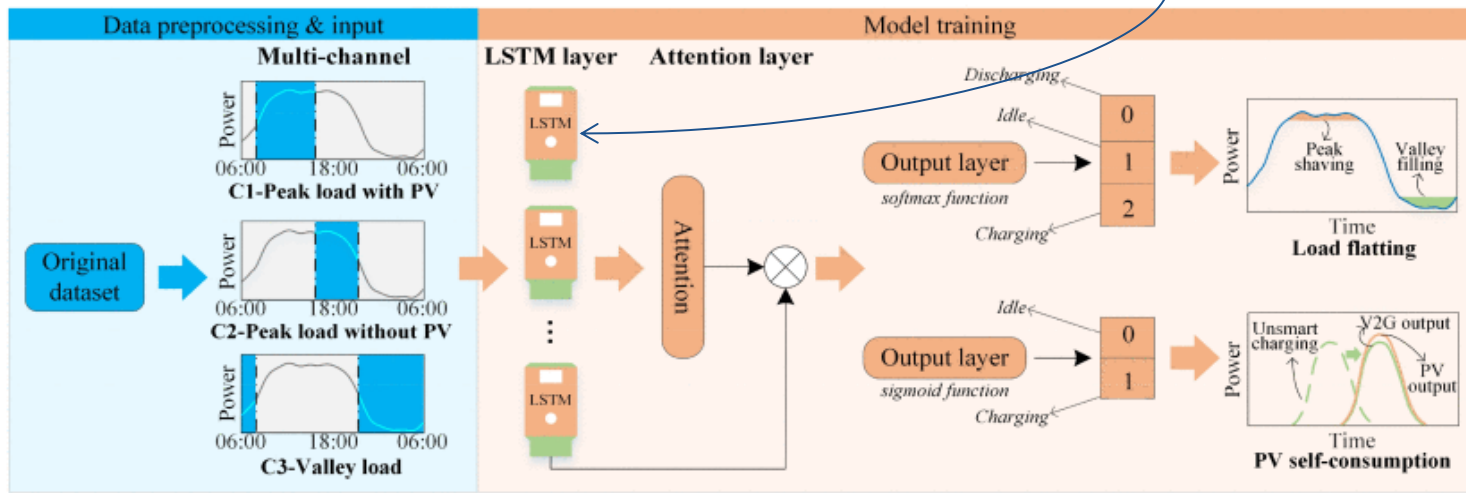 Data preprocessing & input
Model training
Multi-channel
LSTM layer
Attention layer
Power
06:00
18:00
06:00
C1-Peak load with PV
Original
dataset
Power
06:00
18:00
06:00
C2-Peak load without PV
Power
06:00
18:00
06:00
C3-Valley load
LSTM
LSTM
...
LSTM
Attention
Discharging
Idle
Charging
0
1
2
Output layer
softmax function
Power
Peak
shaving
Valley
filling
Time
Load flatting
Idle
Charging
0
1
Output layer
sigmoid function
Power
Unsmart
charging
V2G output
PV
output
Time
PV self-consumption